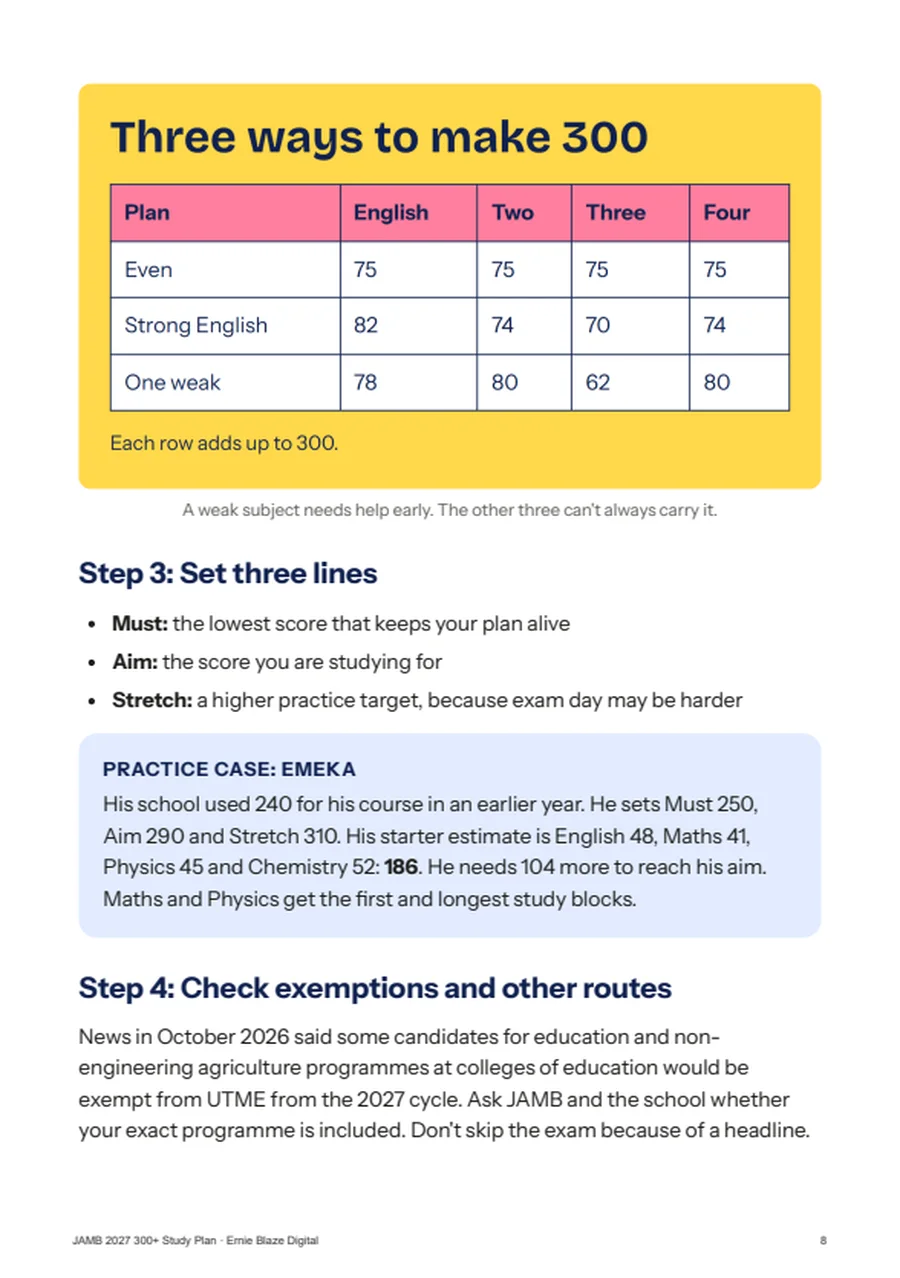 Three ways to make 300
Plan English Two Three Four
Even 75 75 75 75
Strong English 82 74 70 74
One weak 78 80 62 80
Each row adds up to 300.
A weak subject needs help early. The other three can't always carry it.
Step 3: Set three lines
• Must: the lowest score that keeps your plan alive
• Aim: the score you are studying for
• Stretch: a higher practice target, because exam day may be harder
PRACTICE CASE: EMEKA
His school used 240 for his course in an earlier year. He sets Must 250,
Aim 290 and Stretch 310. His starter estimate is English 48, Maths 41,
Physics 45 and Chemistry 52: 186. He needs 104 more to reach his aim.
Maths and Physics get the first and longest study blocks.
Step 4: Check exemptions and other routes
News in October 2026 said some candidates for education and non-
engineering agriculture programmes at colleges of education would be
exempt from UTME from the 2027 cycle. Ask JAMB and the school whether
your exact programme is included. Don't skip the exam because of a headline.
JAMB 2027 300+ Study Plan · Ernie Blaze Digital 8